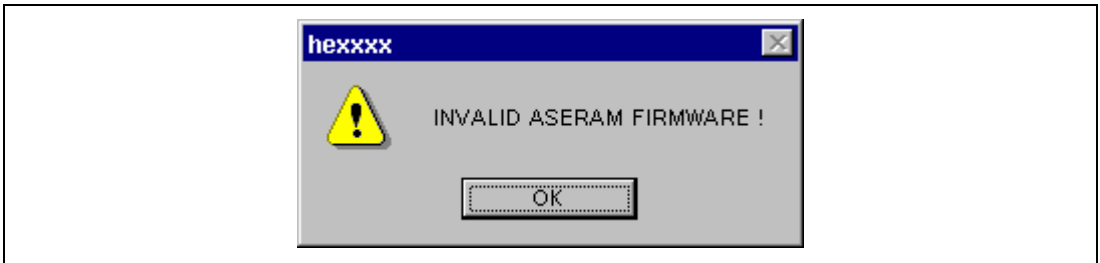 hexxxx
INVALID ASERAM FIRMWARE !
OK